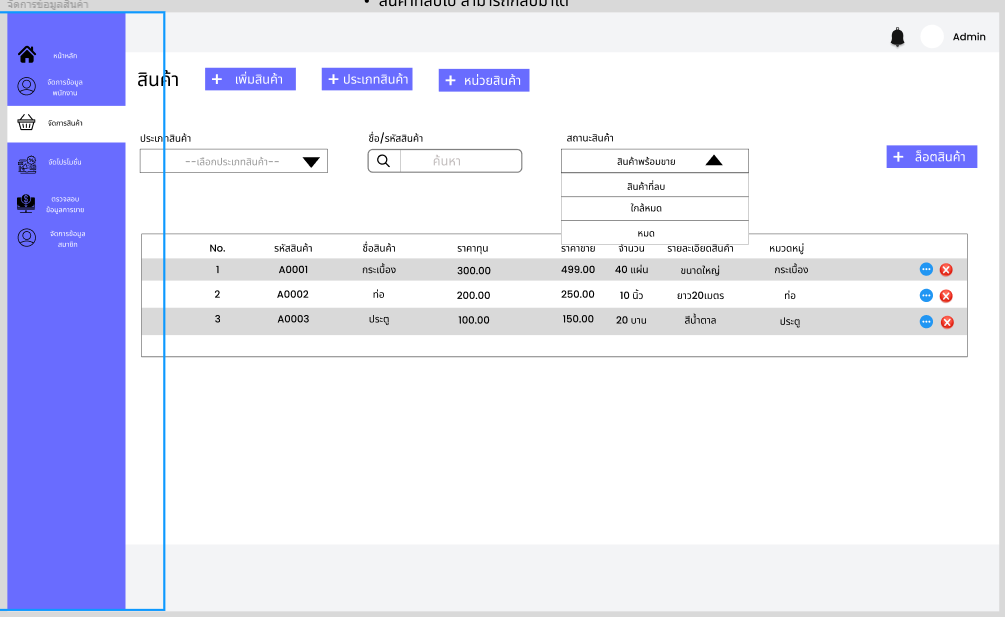 จัดการข้อมูลสินค้า
• สินค้าที่ลบไป สามารถกลับมาได้
Admin
หน้าหลัก
จัดการข้อมูล
พนักงาน
จัดการสินค้า
จัดโปรโมชั่น
ตรวจสอบ
ข้อมูลการขาย
จัดการข้อมูล
สมาชิก
สินค้า
+ เพิ่มสินค้า
+ ประเภทสินค้า
+ หน่วยสินค้า
ประเภทสินค้า
--เลือกประเภทสินค้า--
ชื่อ/รหัสสินค้า
ค้นหา
สถานะสินค้า
สินค้าพร้อมขาย
สินค้าที่ลบ
ใกล้หมด
หมด
+ ล็อตสินค้า
No. รหัสสินค้า ชื่อสินค้า ราคาทุน ราคาขาย จำนวน รายละเอียดสินค้า หมวดหมู่
1 A0001 กระเบื้อง 300.00 499.00 40 แผ่น ขนาดใหญ่ กระเบื้อง
2 A0002 ท่อ 200.00 250.00 10 นิ้ว ยาว20เมตร ท่อ
3 A0003 ประตู 100.00 150.00 20 บาน สีน้ำตาล ประตู